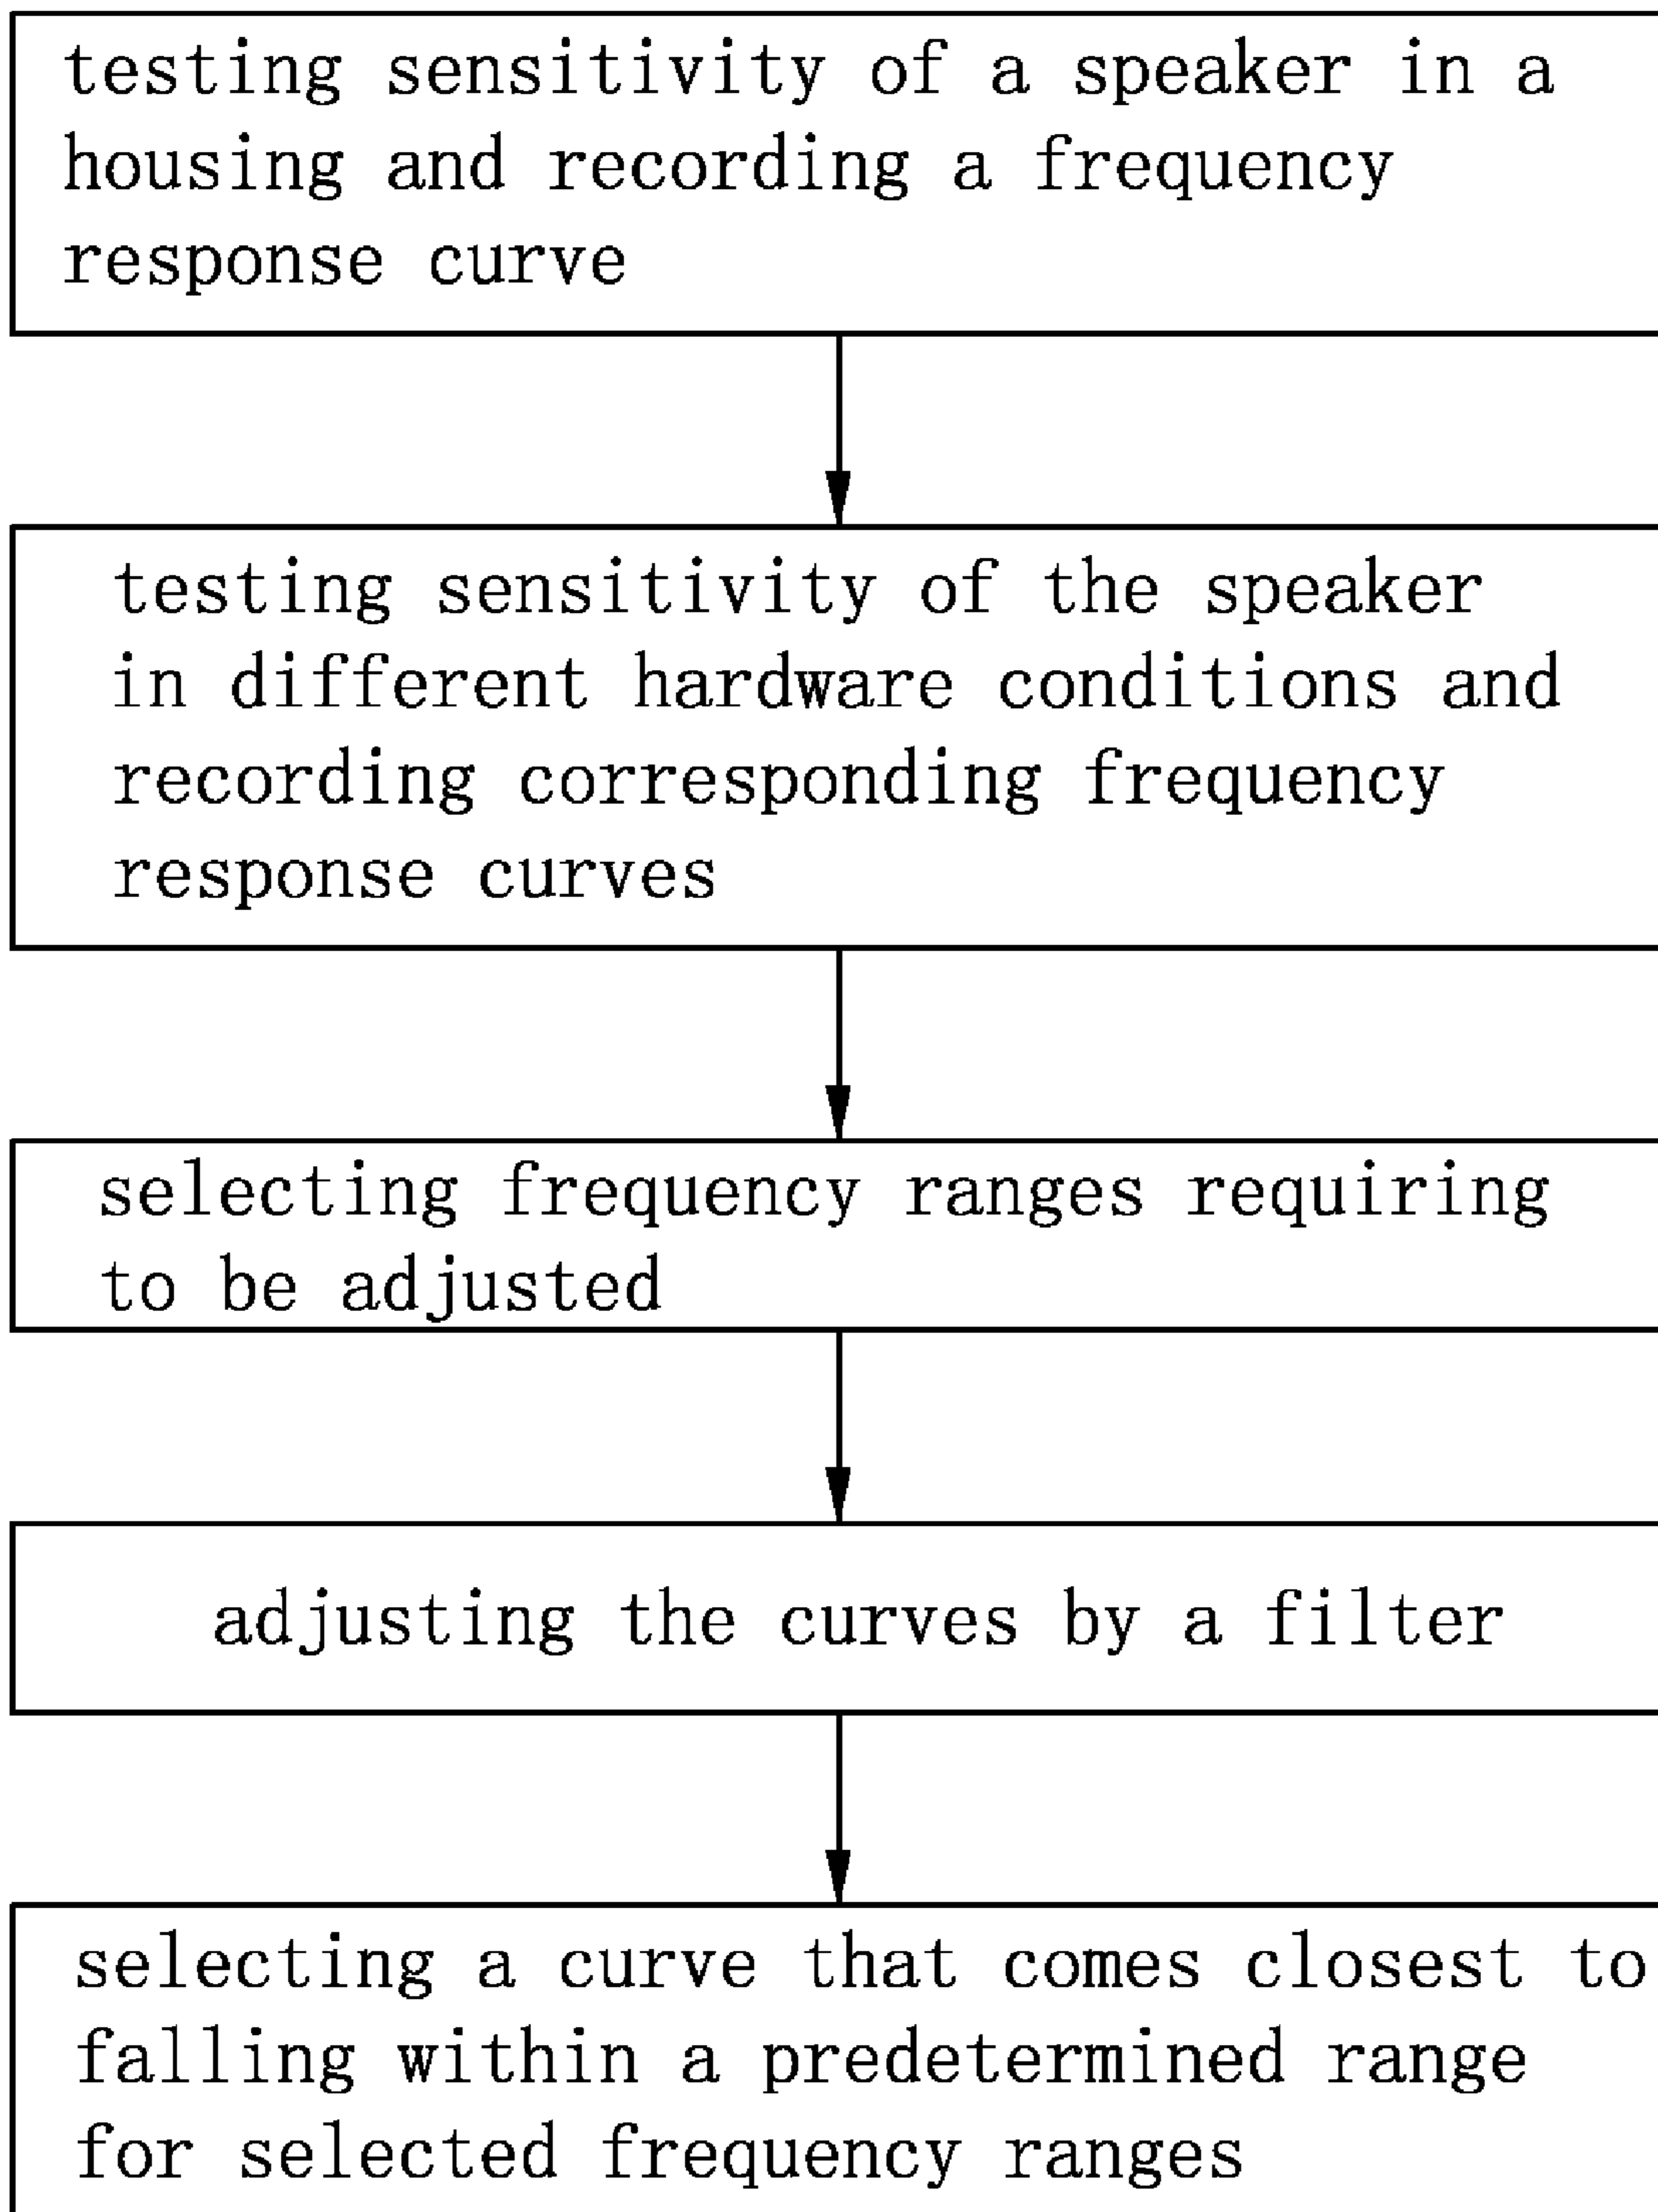 testing sensitivity of a speaker in a
housing and recording a frequency
response curve
testing sensitivity of the speaker
in different hardware conditions and
recording corresponding frequency
response curves
selecting frequency ranges requiring
to be adjusted
adjusting the curves by a filter
selecting a curve that comes closest to
falling within a predetermined range
for selected frequency ranges